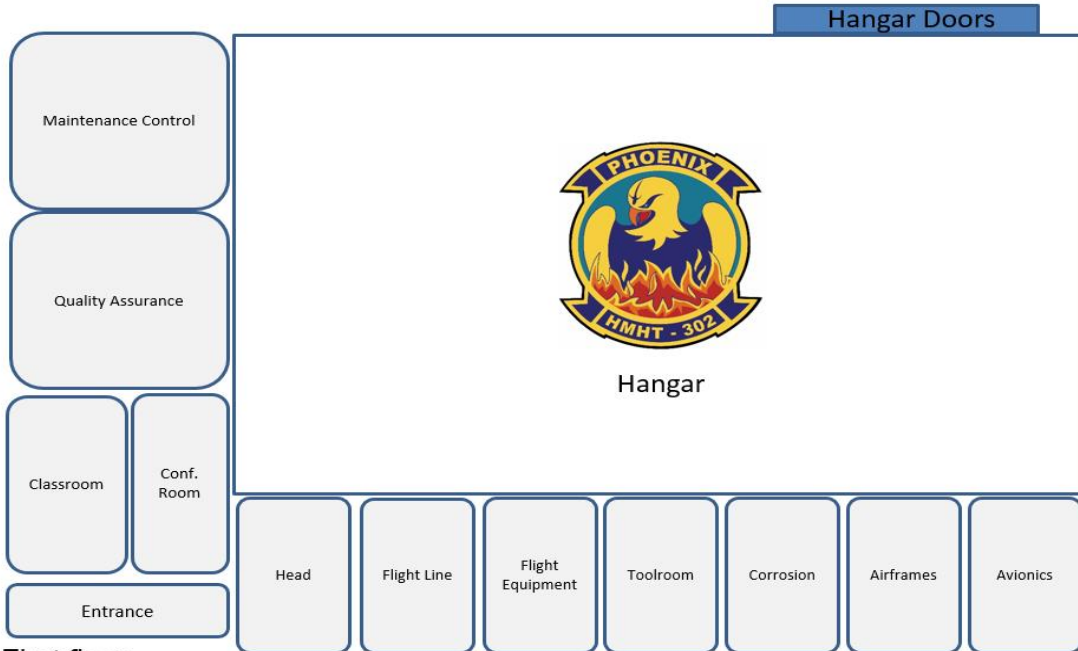 Hangar Doors
Maintenance Control
PHOENIX
Quality Assurance
HMHT - 302
Hangar
Classroom
Conf.
Room
Head
Flight Line
Flight
Equipment
Toolroom
Corrosion
Airframes
Avionics
Entrance